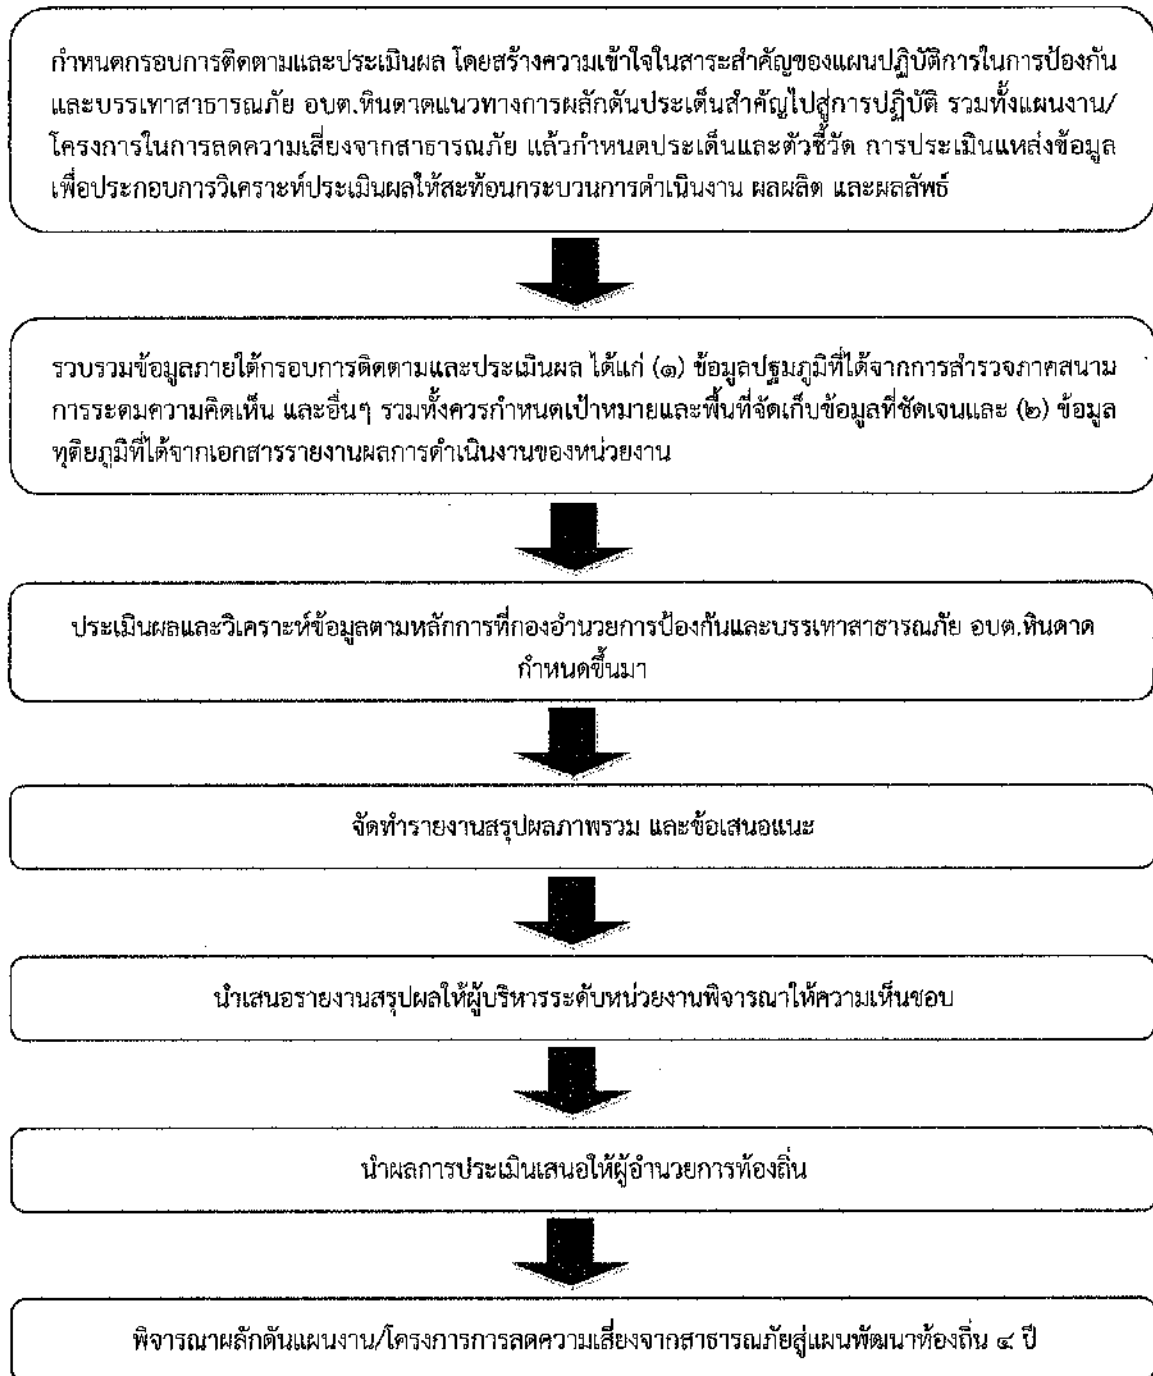 กำหนดกรอบการติดตามและประเมินผล โดยสร้างความเข้าใจในสาระสำคัญของแผนปฏิบัติการในการป้องกัน
และบรรเทาสาธารณภัย อบต.หินดาดแนวทางการผลักดันประเด็นสำคัญไปสู่การปฏิบัติ รวมทั้งแผนงาน/
โครงการในการลดความเสี่ยงจากสาธารณภัย แล้วกำหนดประเด็นและตัวชี้วัด การประเมินแหล่งข้อมูล
เพื่อประกอบการวิเคราะห์ประเมินผลให้สะท้อนกระบวนการดำเนินงาน ผลผลิต และผลลัพธ์
รวบรวมข้อมูลภายใต้กรอบการติดตามและประเมินผล ได้แก่ (๑) ข้อมูลปฐมภูมิที่ได้จากการสำรวจภาคสนาม
การระดมความคิดเห็น และอื่นๆ รวมทั้งควรกำหนดเป้าหมายและพื้นที่จัดเก็บข้อมูลที่ชัดเจนและ (๒) ข้อมูล
ทุติยภูมิที่ได้จากเอกสารรายงานผลการดำเนินงานของหน่วยงาน
ประเมินผลและวิเคราะห์ข้อมูลตามหลักการที่กองอำนวยการป้องกันและบรรเทาสาธารณภัย อบต.หินดาด
กำหนดขึ้นมา
จัดทำรายงานสรุปผลภาพรวม และข้อเสนอแนะ
นำเสนอรายงานสรุปผลให้ผู้บริหารระดับหน่วยงานพิจารณาให้ความเห็นชอบ
นำผลการประเมินเสนอให้ผู้อำนวยการท้องถิ่น
พิจารณาผลักดันแผนงาน/โครงการการลดความเสี่ยงจากสาธารณภัยสู่แผนพัฒนาท้องถิ่น ๔ ปี